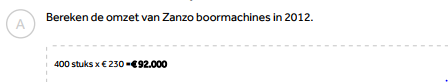 A
Bereken de omzet van Zanzo boormachines in 2012.
400 stuks x € 230 =€ 92.000